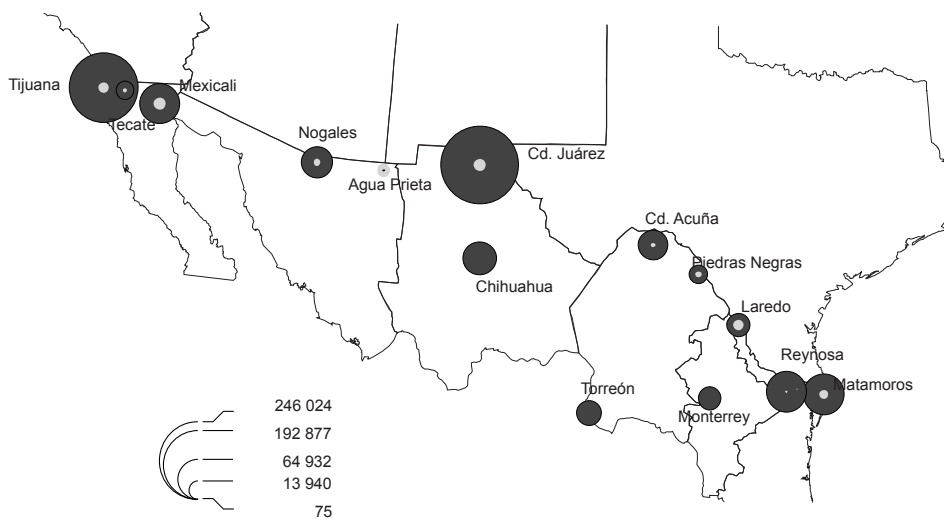 Tijuana
Mexicali
Tecate
Nogales
Agua Prieta
Cd. Juárez
Cd. Acuña
Chihuahua
Piedras Negras
Laredo
Reynosa
Torreón
Matamoros
Monterrey
246 024
192 877
64 932
13 940
75